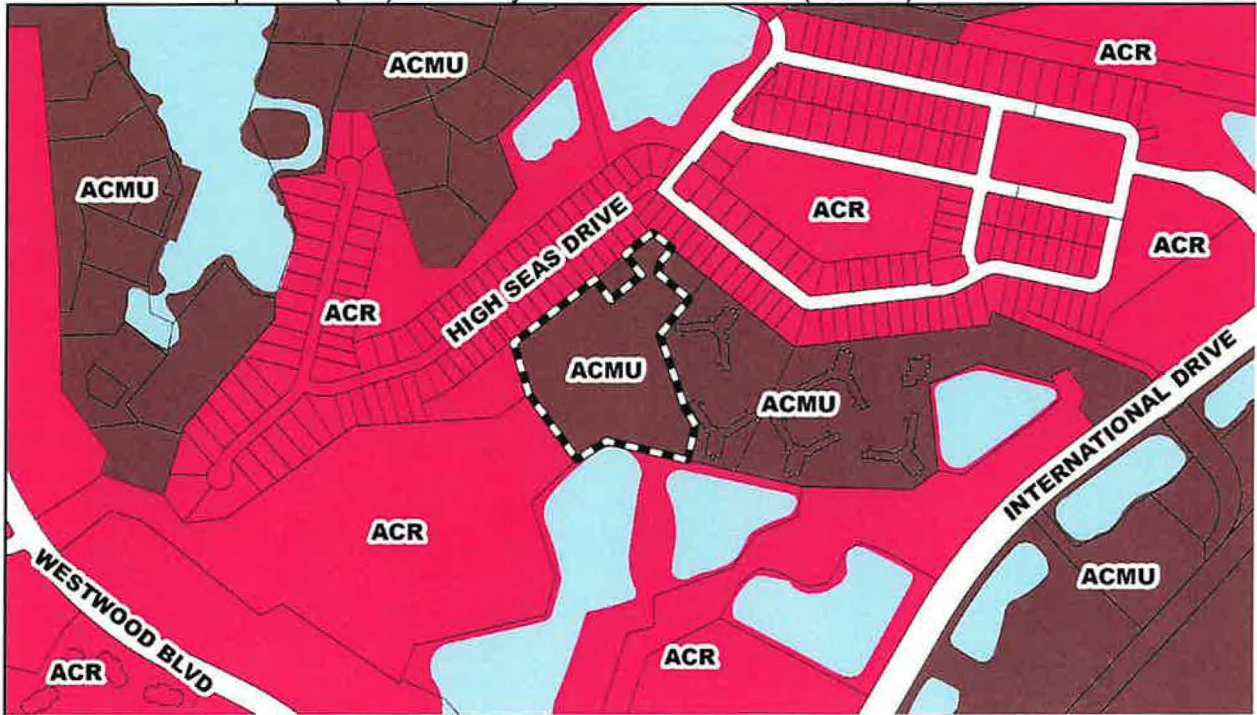 ACMU
ACR
ACMU
ACR
ACR
ACR
HIGH SEAS DRIVE
ACMU
ACMU
INTERNATIONAL DRIVE
ACR
ACMU
WESTWOOD BLVD
ACR
ACR